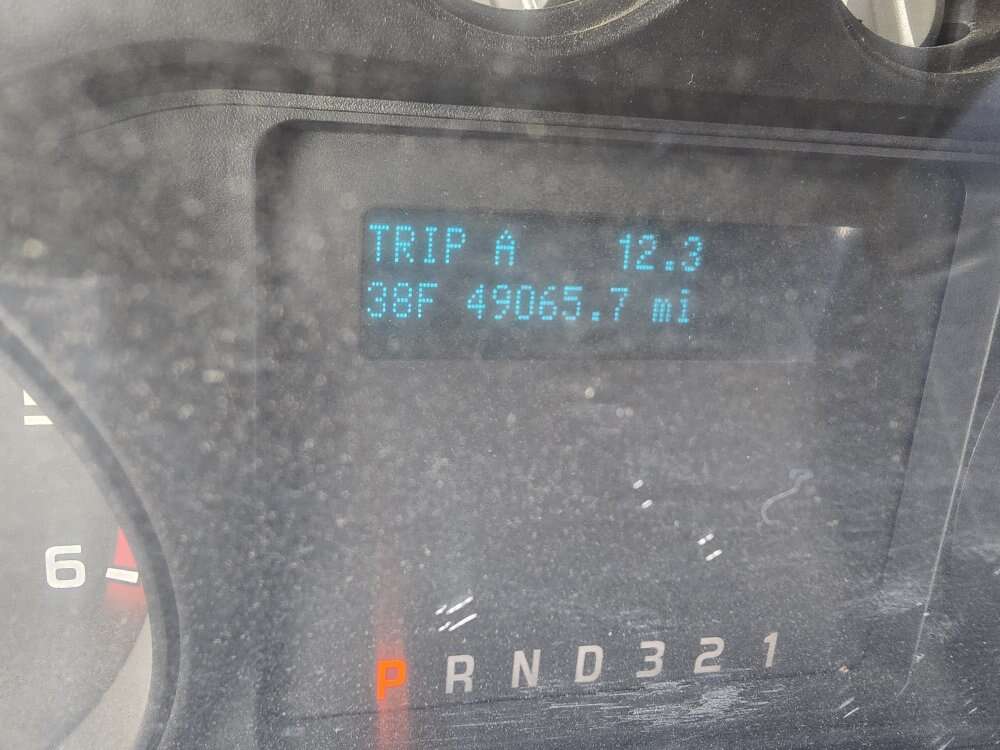 TRIP A 12.3
38F 49065.7 mi
6
P R N D 3 2 1